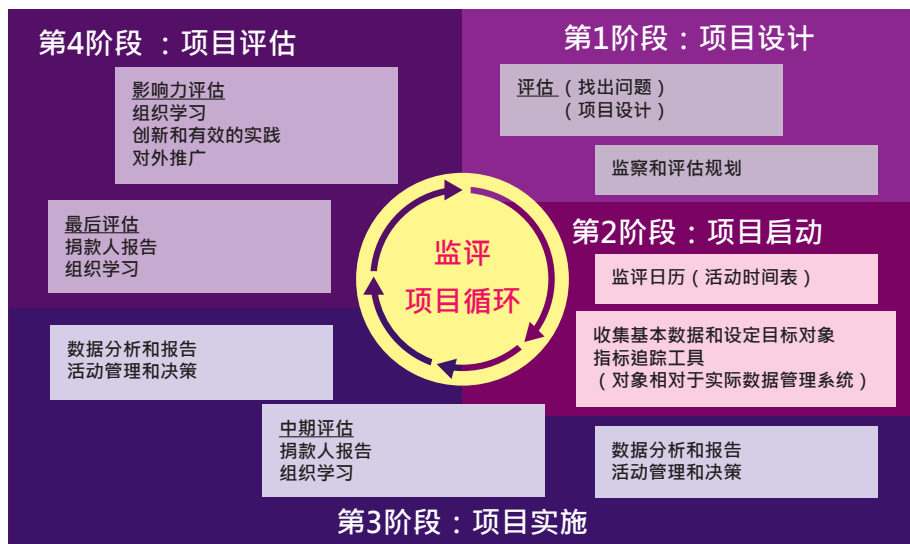 第1阶段：项目设计
评估（找出问题）
（项目设计）
监察和评估规划
第2阶段：项目启动
监评日历（活动时间表）
收集基本数据和设定目标对象
指标追踪工具
（对象相对于实际数据管理系统）
第3阶段：项目实施
数据分析和报告
活动管理和决策
中期评估
捐款人报告
组织学习
数据分析和报告
活动管理和决策
第4阶段 ：项目评估
最后评估
捐款人报告
组织学习
影响力评估
组织学习
创新和有效的实践
对外推广
监评
项目循环